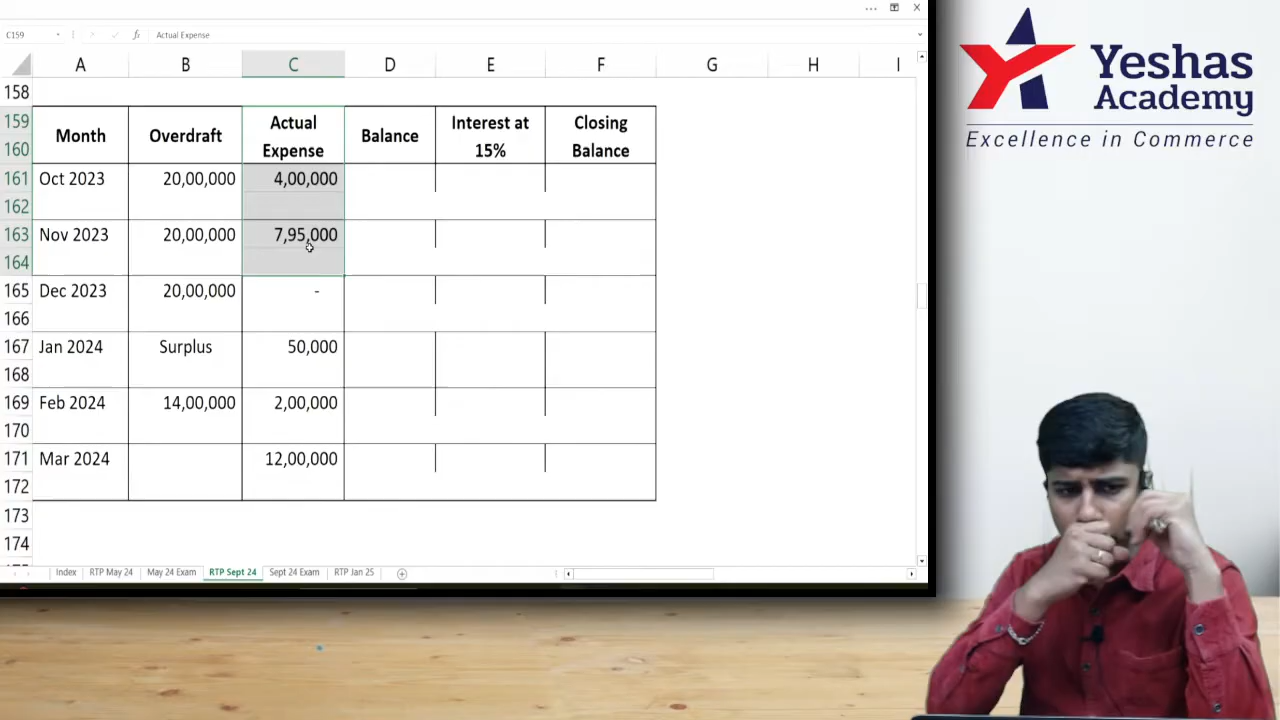 C159
fx
Actual Expense
A B C D E F G H I
158
159
160
Month
Overdraft
Actual
Expense
Balance
Interest at
15%
Closing
Balance
161 Oct 2023 20,00,000 4,00,000
162
163 Nov 2023 20,00,000 7,95,000
164
165 Dec 2023 20,00,000 -
166
167 Jan 2024 Surplus 50,000
168
169 Feb 2024 14,00,000 2,00,000
170
171 Mar 2024 12,00,000
172
173
174
Index RTP May 24 May 24 Exam RTP Sept 24 Sept 24 Exam RTP Jan 25
Yeshas
Academy
Excellence in Commerce